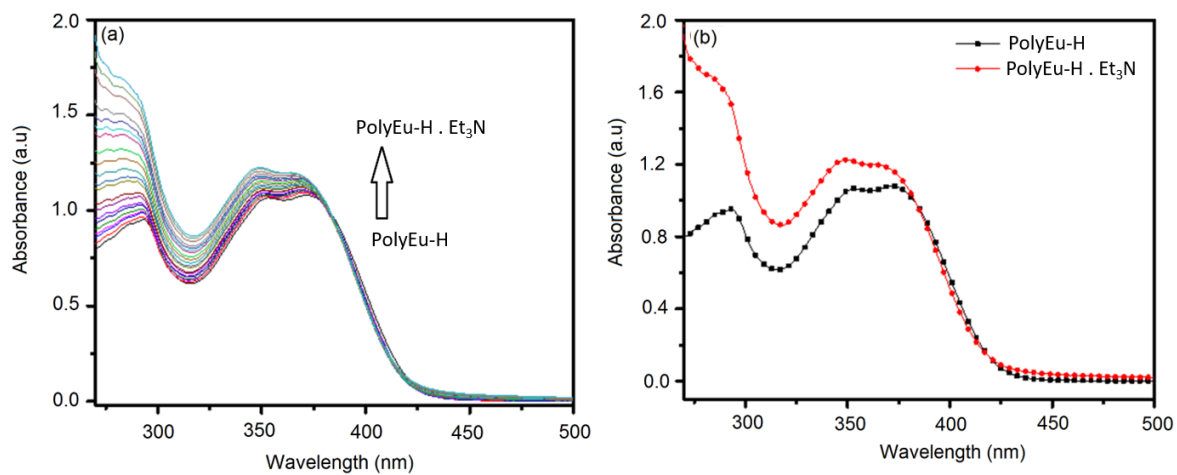 (a)
2.0
1.5
1.0
0.5
0.0
Absorbance (a.u)
PolyEu-H . Et₃N
PolyEu-H
300 350 400 450 500
Wavelength (nm)
(b)
2.0
1.6
1.2
0.8
0.4
0.0
Absorbance (a.u)
PolyEu-H
PolyEu-H . Et₃N
300 350 400 450 500
Wavelength (nm)